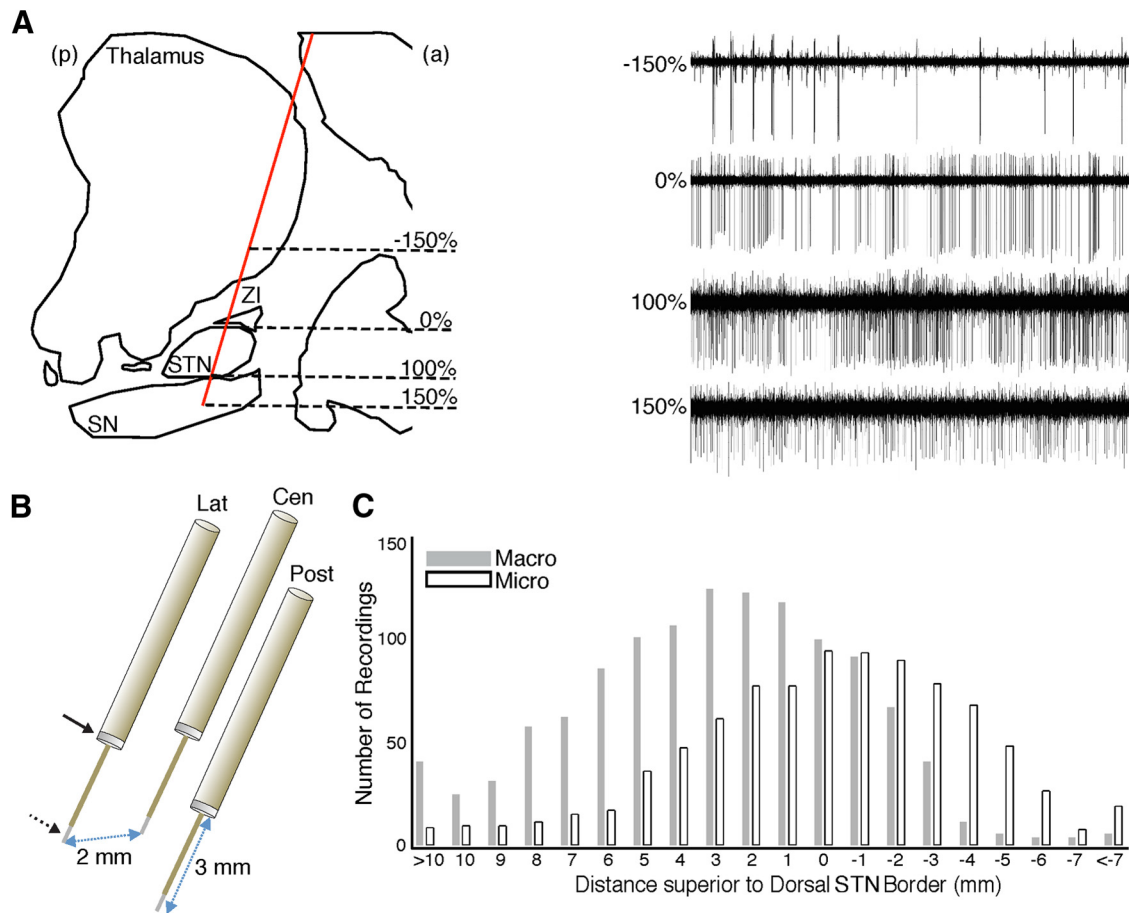 A
(p)
Thalamus
(a)
-150%
ZI
0%
STN
100%
150%
SN
-150%
0%
100%
150%
B
Lat
Cen
Post
2 mm
3 mm
C
150
Macro
Micro
100
50
0
Number of Recordings
>10 10 9 8 7 6 5 4 3 2 1 0 -1 -2 -3 -4 -5 -6 -7 <-7
Distance superior to Dorsal STN Border (mm)